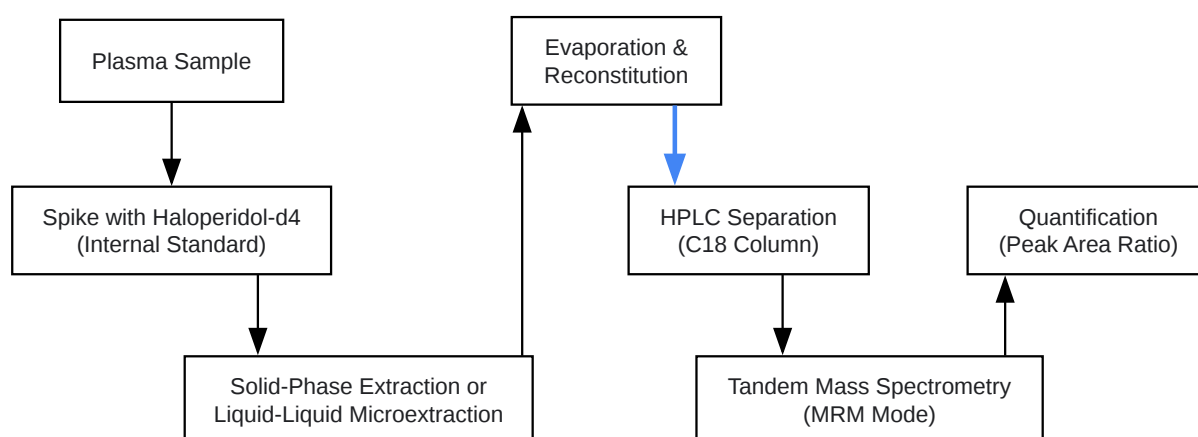 Plasma Sample
Spike with Haloperidol-d4
(Internal Standard)
Solid-Phase Extraction or
Liquid-Liquid Microextraction
Evaporation &
Reconstitution
HPLC Separation
(C18 Column)
Tandem Mass Spectrometry
(MRM Mode)
Quantification
(Peak Area Ratio)